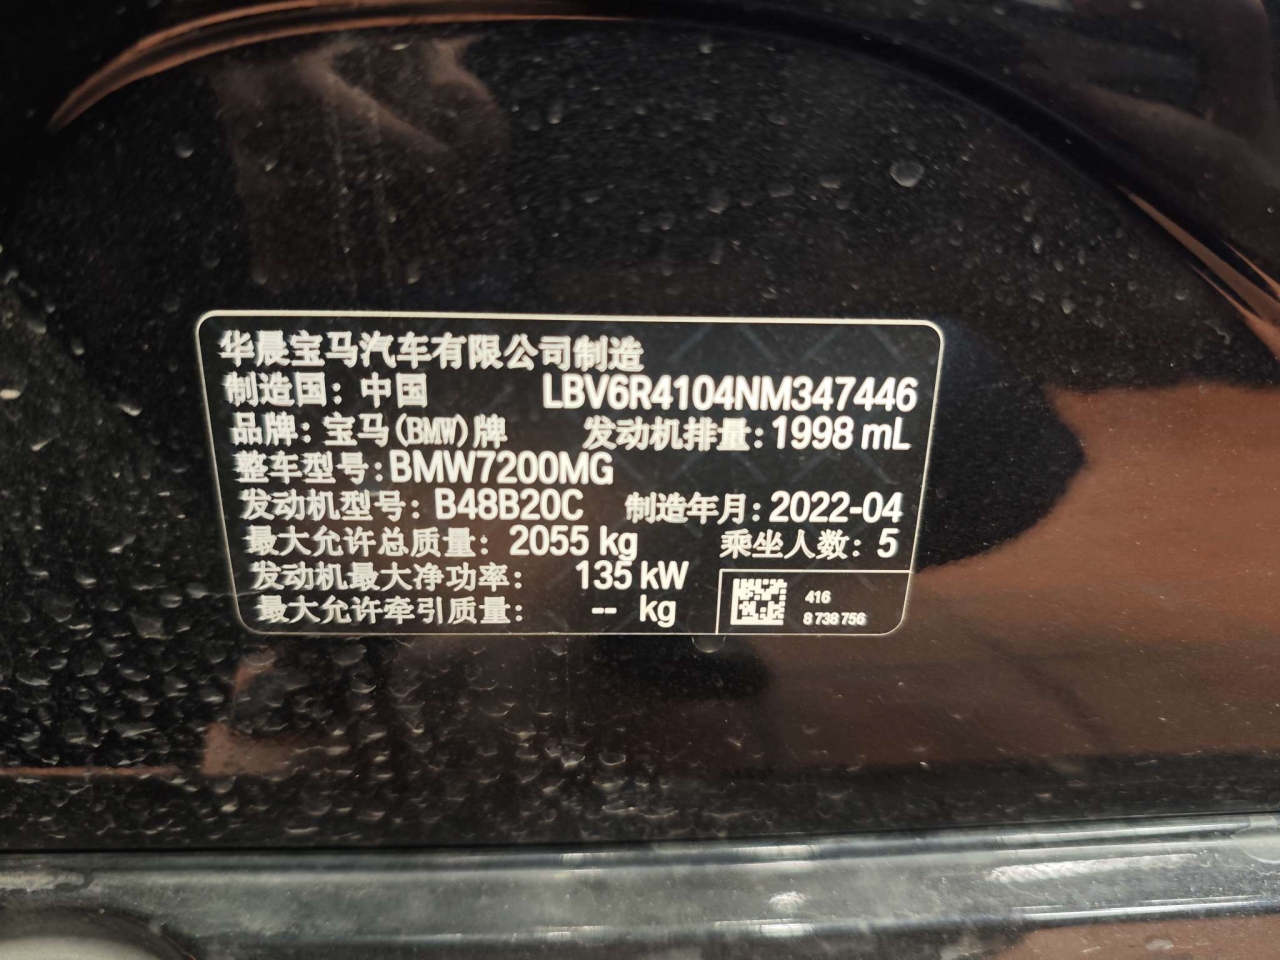 华晨宝马汽车有限公司制造
制造国：中国 LBV6R4104NM347446
品牌：宝马(BMW)牌 发动机排量：1998 mL
整车型号：BMW7200MG
发动机型号：B48B20C 制造年月：2022-04
最大允许总质量：2055 kg 乘坐人数：5
发动机最大净功率：135 kW
最大允许牵引质量：-- kg
416
8 738 756